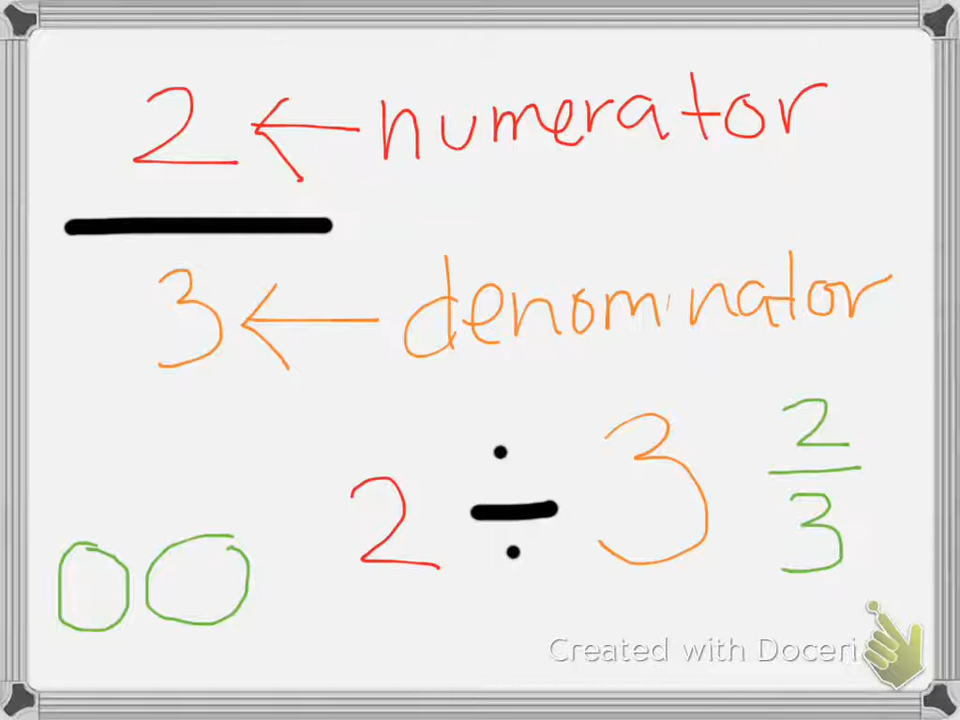 2 ← numerator
3 ← denominator
2 ÷ 3 2/3
Created with Doceri